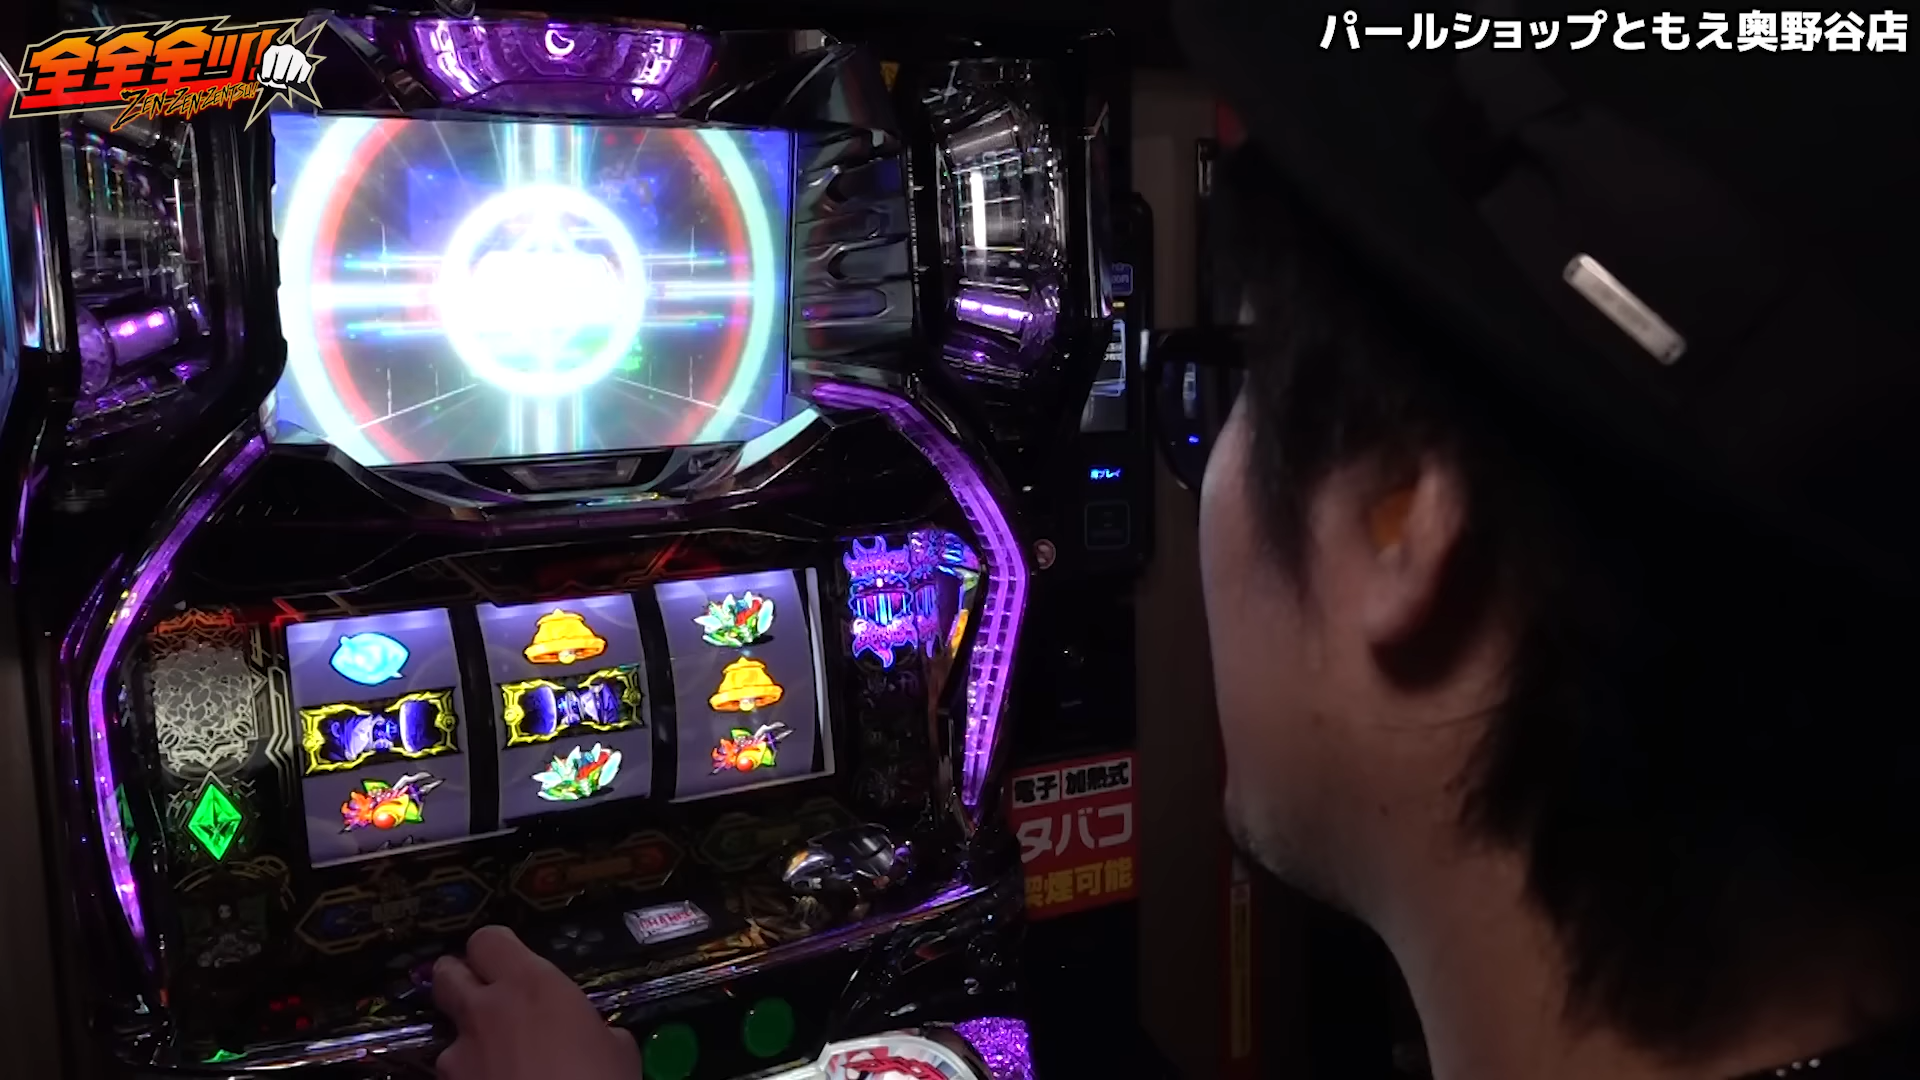 全全全ツ!
ZEN-ZEN-ZENTSU!
パールショップともえ奥野谷店
電子 加熱式
タバコ
喫煙可能